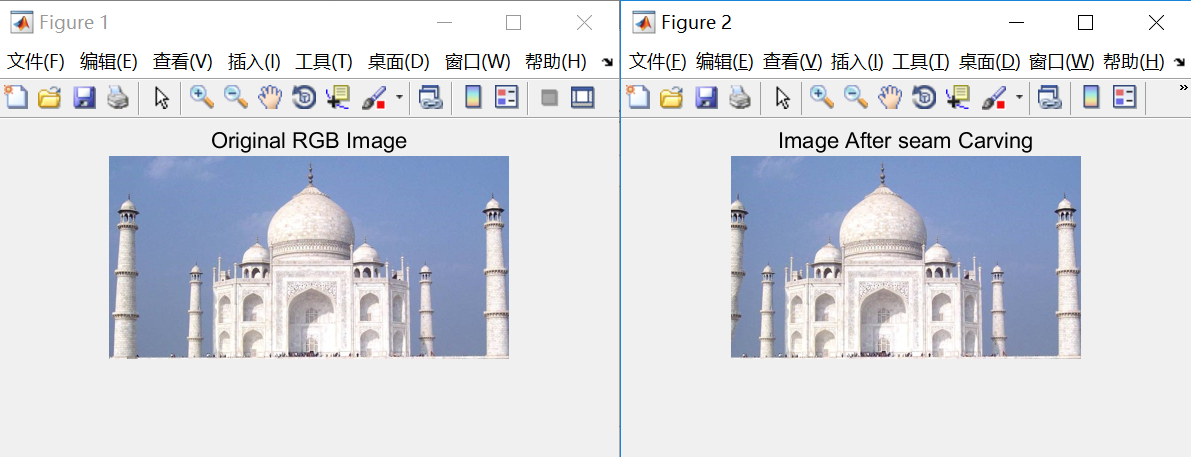 Figure 1
文件(F) 编辑(E) 查看(V) 插入(I) 工具(T) 桌面(D) 窗口(W) 帮助(H)
Original RGB Image
Figure 2
文件(F) 编辑(E) 查看(V) 插入(I) 工具(T) 桌面(D) 窗口(W) 帮助(H)
Image After seam Carving